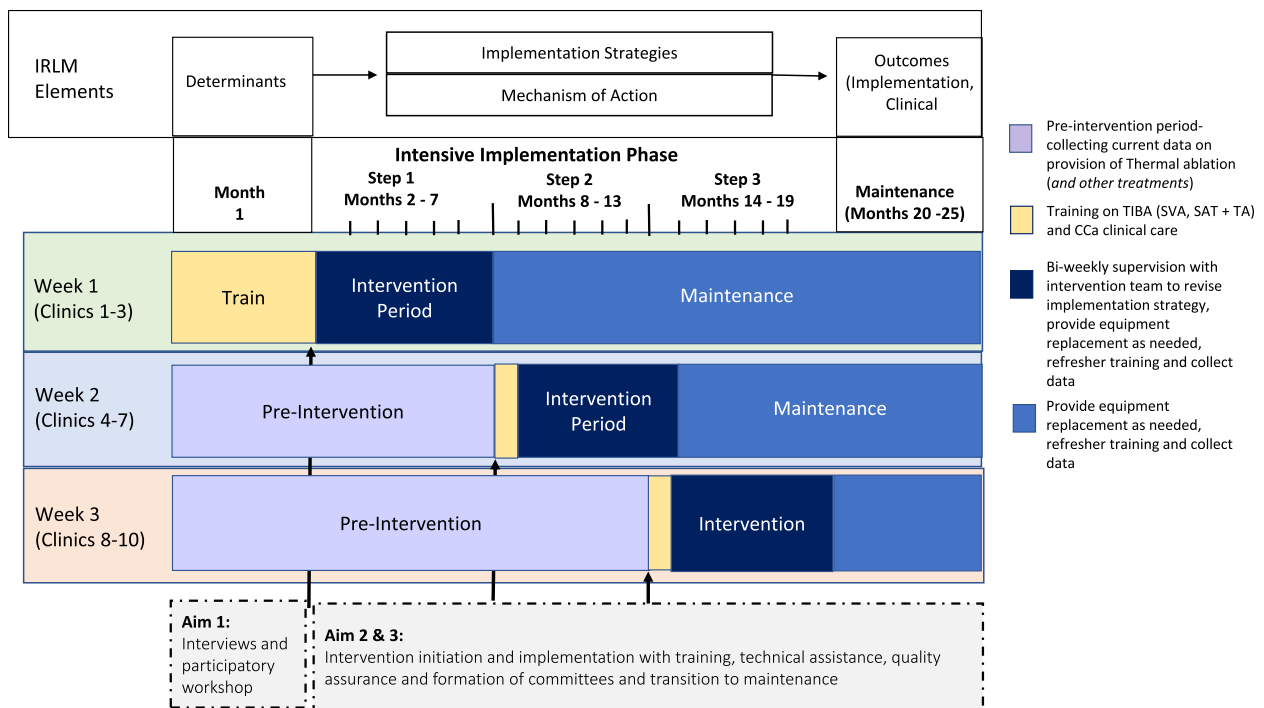 IRLM
Elements
Determinants
Implementation Strategies
Mechanism of Action
Outcomes
(Implementation,
Clinical
Month
1
Intensive Implementation Phase
Step 1
Months 2 - 7
Step 2
Months 8 - 13
Step 3
Months 14 - 19
Maintenance
(Months 20 -25)
Week 1
(Clinics 1-3)
Train
Intervention
Period
Maintenance
Week 2
(Clinics 4-7)
Pre-Intervention
Intervention
Period
Maintenance
Week 3
(Clinics 8-10)
Pre-Intervention
Intervention
Aim 1:
Interviews and
participatory
workshop
Aim 2 & 3:
Intervention initiation and implementation with training, technical assistance, quality
assurance and formation of committees and transition to maintenance
Pre-intervention period-
collecting current data on
provision of Thermal ablation
(and other treatments)
Training on TIBA (SVA, SAT + TA)
and CCa clinical care
Bi-weekly supervision with
intervention team to revise
implementation strategy,
provide equipment
replacement as needed,
refresher training and collect
data
Provide equipment
replacement as needed,
refresher training and collect
data